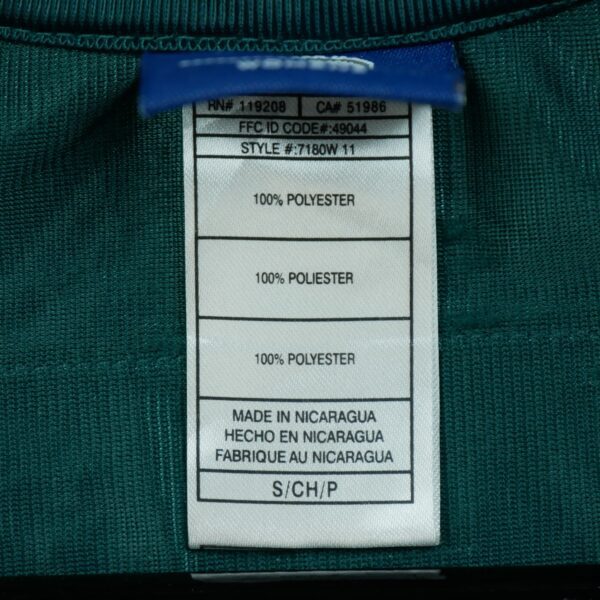 RN# 119208 CA# 51986
FFC ID CODE#:49044
STYLE #:7180W 11
100% POLYESTER
100% POLIESTER
100% POLYESTER
MADE IN NICARAGUA
HECHO EN NICARAGUA
FABRIQUE AU NICARAGUA
S/CH/P